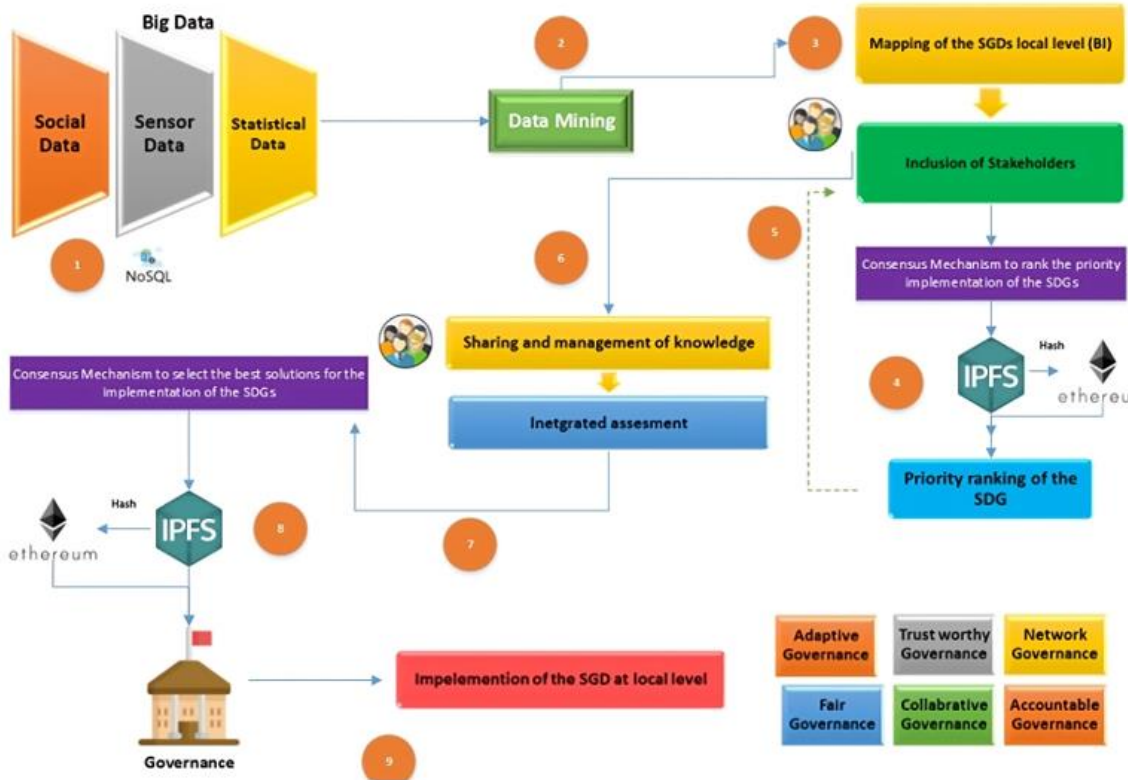 Big Data
Social
Data
Sensor
Data
Statistical
Data
1
NoSQL
2
Data Mining
3
Mapping of the SGDs local level (BI)
Inclusion of Stakeholders
5
6
Consensus Mechanism to rank the priority
implementation of the SDGs
Sharing and management of knowledge
Inetgrated assesment
4
IPFS
Hash
ethereum
Priority ranking of the
SDG
Consensus Mechanism to select the best solutions for the
implementation of the SDGs
7
8
Hash
IPFS
ethereum
Governance
Impelemention of the SGD at local level
9
Adaptive
Governance
Trust worthy
Governance
Network
Governance
Fair
Governance
Collabrative
Governance
Accountable
Governance